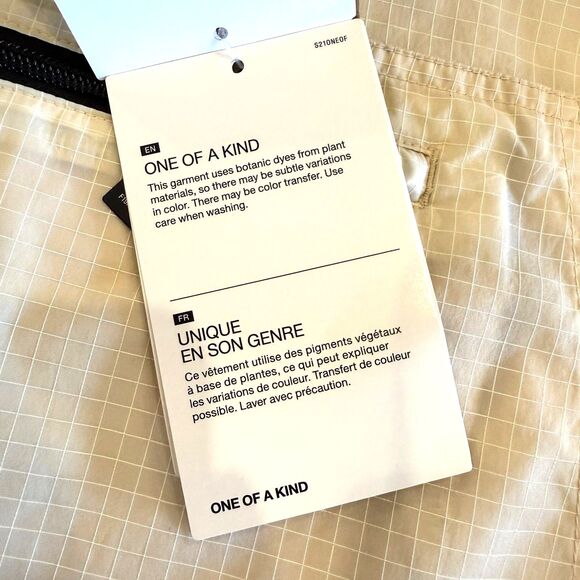 S210NEOF
EN
ONE OF A KIND
This garment uses botanic dyes from plant
materials, so there may be subtle variations
in color. There may be color transfer. Use
care when washing.
FR
UNIQUE
EN SON GENRE
Ce vêtement utilise des pigments végétaux
à base de plantes, ce qui peut expliquer
les variations de couleur. Transfert de couleur
possible. Laver avec précaution.
ONE OF A KIND